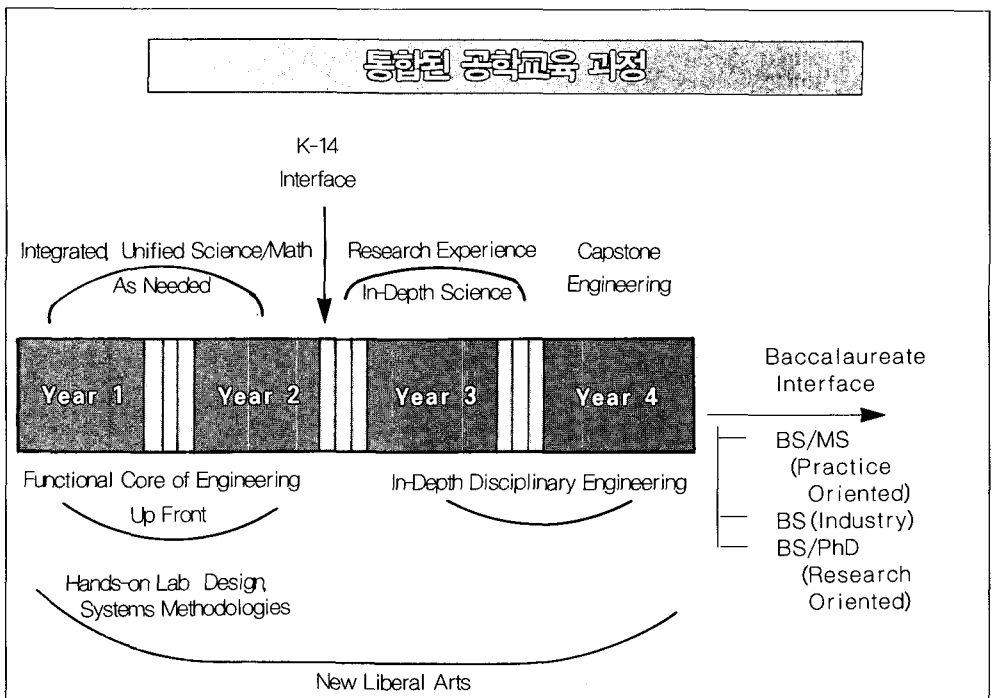 통합된 공학교육 과정
K-14
Interface
Integrated, Unified Science/Math
As Needed
Research Experience
In-Depth Science
Capstone
Engineering
Year 1
Year 2
Year 3
Year 4
Baccalaureate
Interface
BS/MS
(Practice
Oriented)
BS(Industry)
BS/PhD
(Research
Oriented)
Functional Core of Engineering
Up Front
In-Depth Disciplinary Engineering
Hands-on Lab Design,
Systems Methodologies
New Liberal Arts